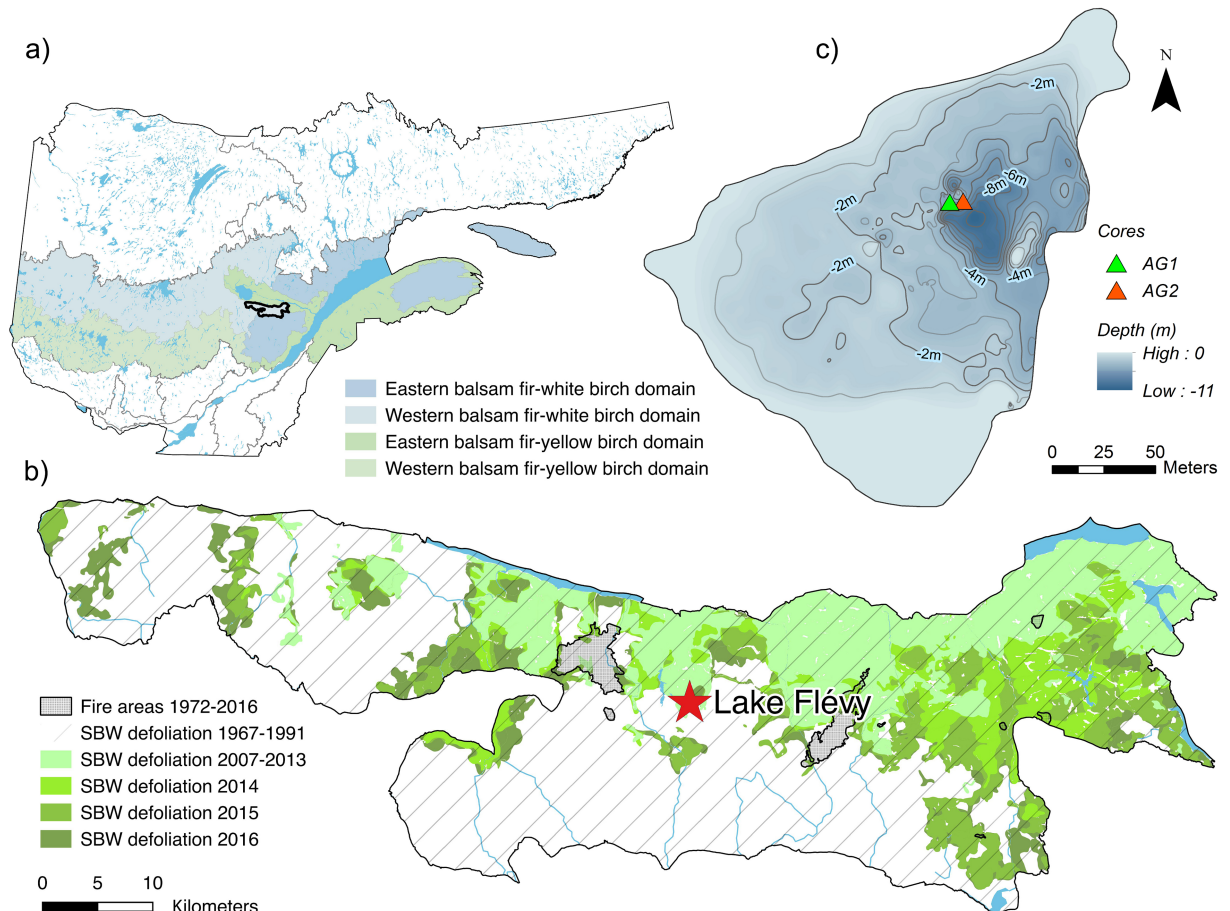 a)
Eastern balsam fir-white birch domain
Western balsam fir-white birch domain
Eastern balsam fir-yellow birch domain
Western balsam fir-yellow birch domain
c)
N
-2m
-6m
-8m
-2m
-2m
-4m
-4m
-2m
Cores
AG1
AG2
Depth (m)
High : 0
Low : -11
0 25 50 Meters
b)
Lake Flévy
Fire areas 1972-2016
SBW defoliation 1967-1991
SBW defoliation 2007-2013
SBW defoliation 2014
SBW defoliation 2015
SBW defoliation 2016
0 5 10
Kilometers